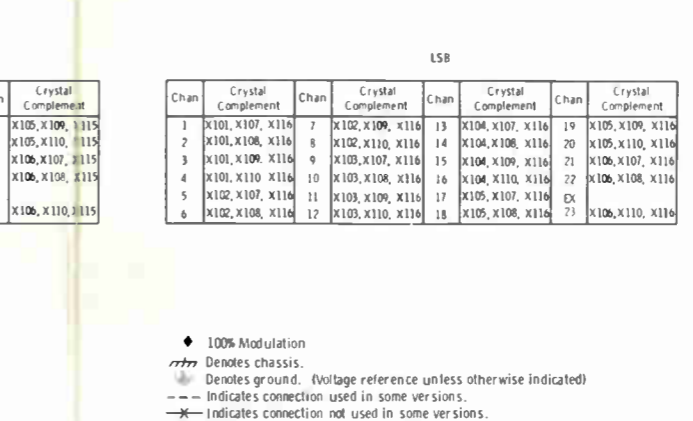 LSB
n Crystal Complement
X105, X109, X115
X105, X110, X115
X106, X107, X115
X106, X108, X115
X106, X110, X115
Chan Crystal Complement Chan Crystal Complement Chan Crystal Complement Chan Crystal Complement
1 X101, X107, X116 7 X102, X109, X116 13 X104, X107, X116 19 X105, X109, X116
2 X101, X108, X116 8 X102, X110, X116 14 X104, X108, X116 20 X105, X110, X116
3 X101, X109, X116 9 X103, X107, X116 15 X104, X109, X116 21 X106, X107, X116
4 X101, X110 X116 10 X103, X108, X116 16 X104, X110, X116 22 X106, X108, X116
5 X102, X107, X116 11 X103, X109, X116 17 X105, X107, X116 EX
6 X102, X108, X116 12 X103, X110, X116 18 X105, X108, X116 23 X106, X110, X116
100% Modulation
Denotes chassis.
Denotes ground. (Voltage reference unless otherwise indicated)
Indicates connection used in some versions.
Indicates connection not used in some versions.